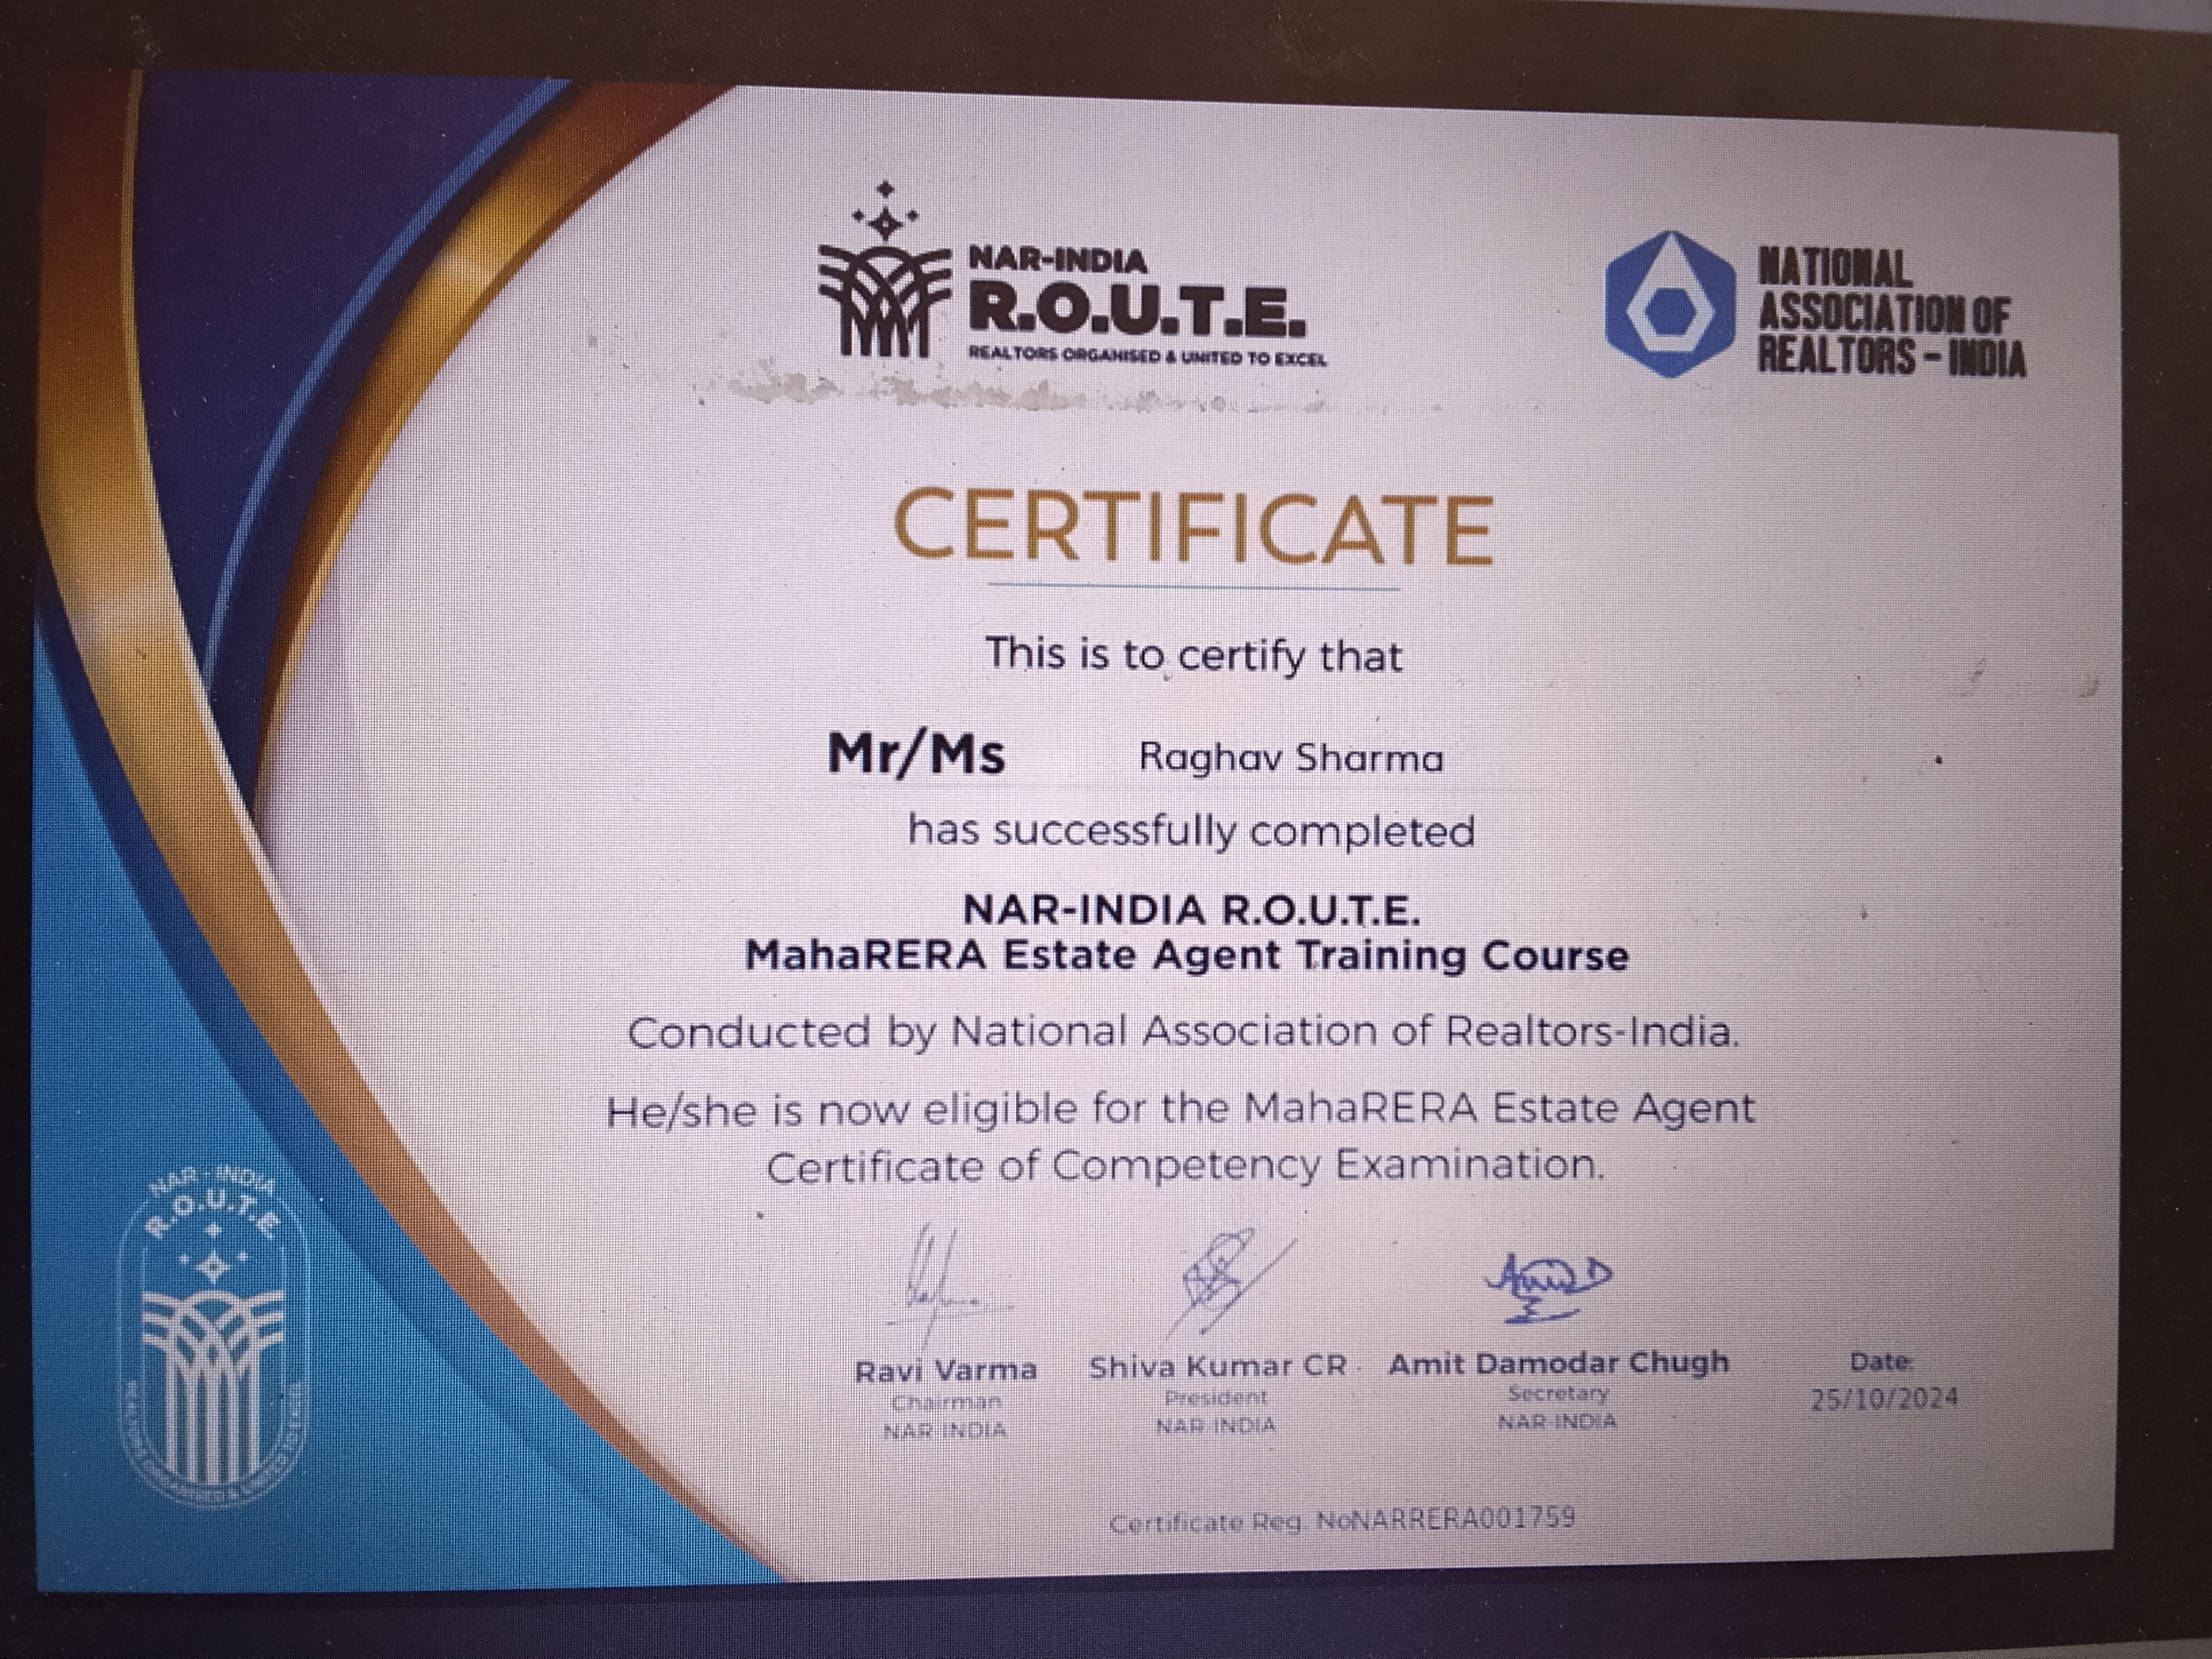 NAR-INDIA
R.O.U.T.E.
REALTORS ORGANISED & UNITED TO EXCEL
NATIONAL
ASSOCIATION OF
REALTORS – INDIA
CERTIFICATE
This is to certify that
Mr/Ms Raghav Sharma
has successfully completed
NAR-INDIA R.O.U.T.E.
MahaRERA Estate Agent Training Course
Conducted by National Association of Realtors-India.
He/she is now eligible for the MahaRERA Estate Agent
Certificate of Competency Examination.
NAR - INDIA
R.O.U.T.E
Ravi Varma
Chairman
NAR INDIA
Shiva Kumar CR
President
NAR INDIA
Amit Damodar Chugh
Secretary
NAR INDIA
Date:
25/10/2024
Certificate Reg. NoNARRERA001759